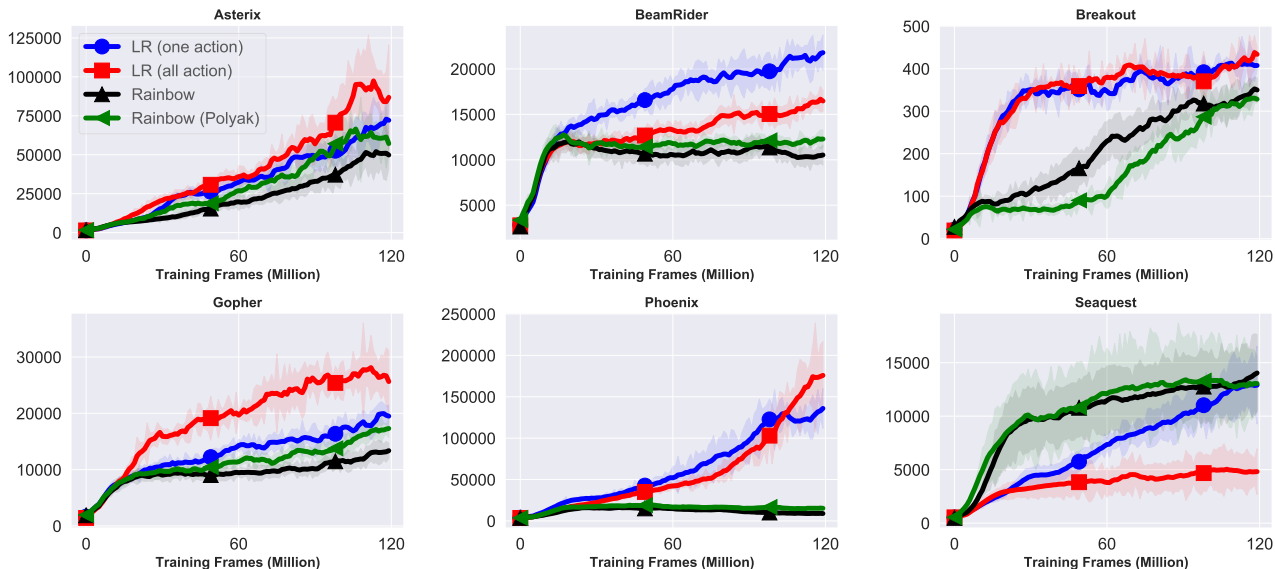 Asterix
125000
100000
75000
50000
25000
0
LR (one action)
LR (all action)
Rainbow
Rainbow (Polyak)
0 60 120
Training Frames (Million)
BeamRider
20000
15000
10000
5000
0 60 120
Training Frames (Million)
Breakout
500
400
300
200
100
0
0 60 120
Training Frames (Million)
Gopher
30000
20000
10000
0
0 60 120
Training Frames (Million)
Phoenix
250000
200000
150000
100000
50000
0
0 60 120
Training Frames (Million)
Seaquest
15000
10000
5000
0
0 60 120
Training Frames (Million)